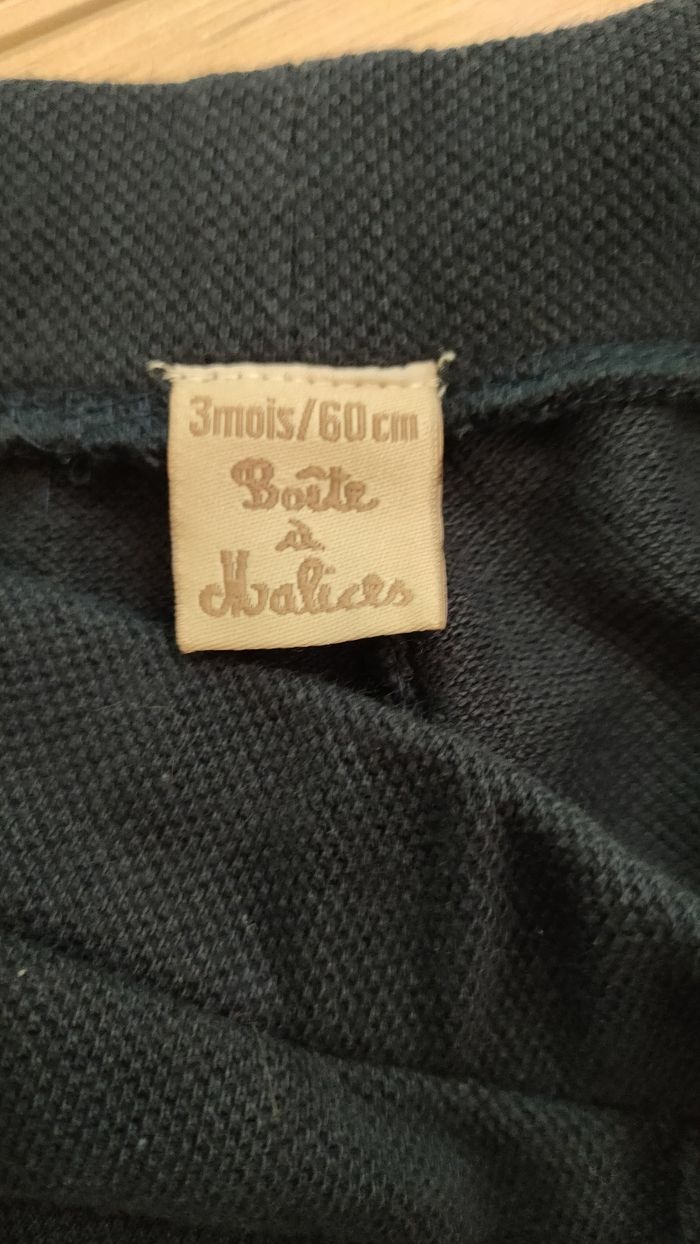 3mois/60cm
Boîte
à
Malices